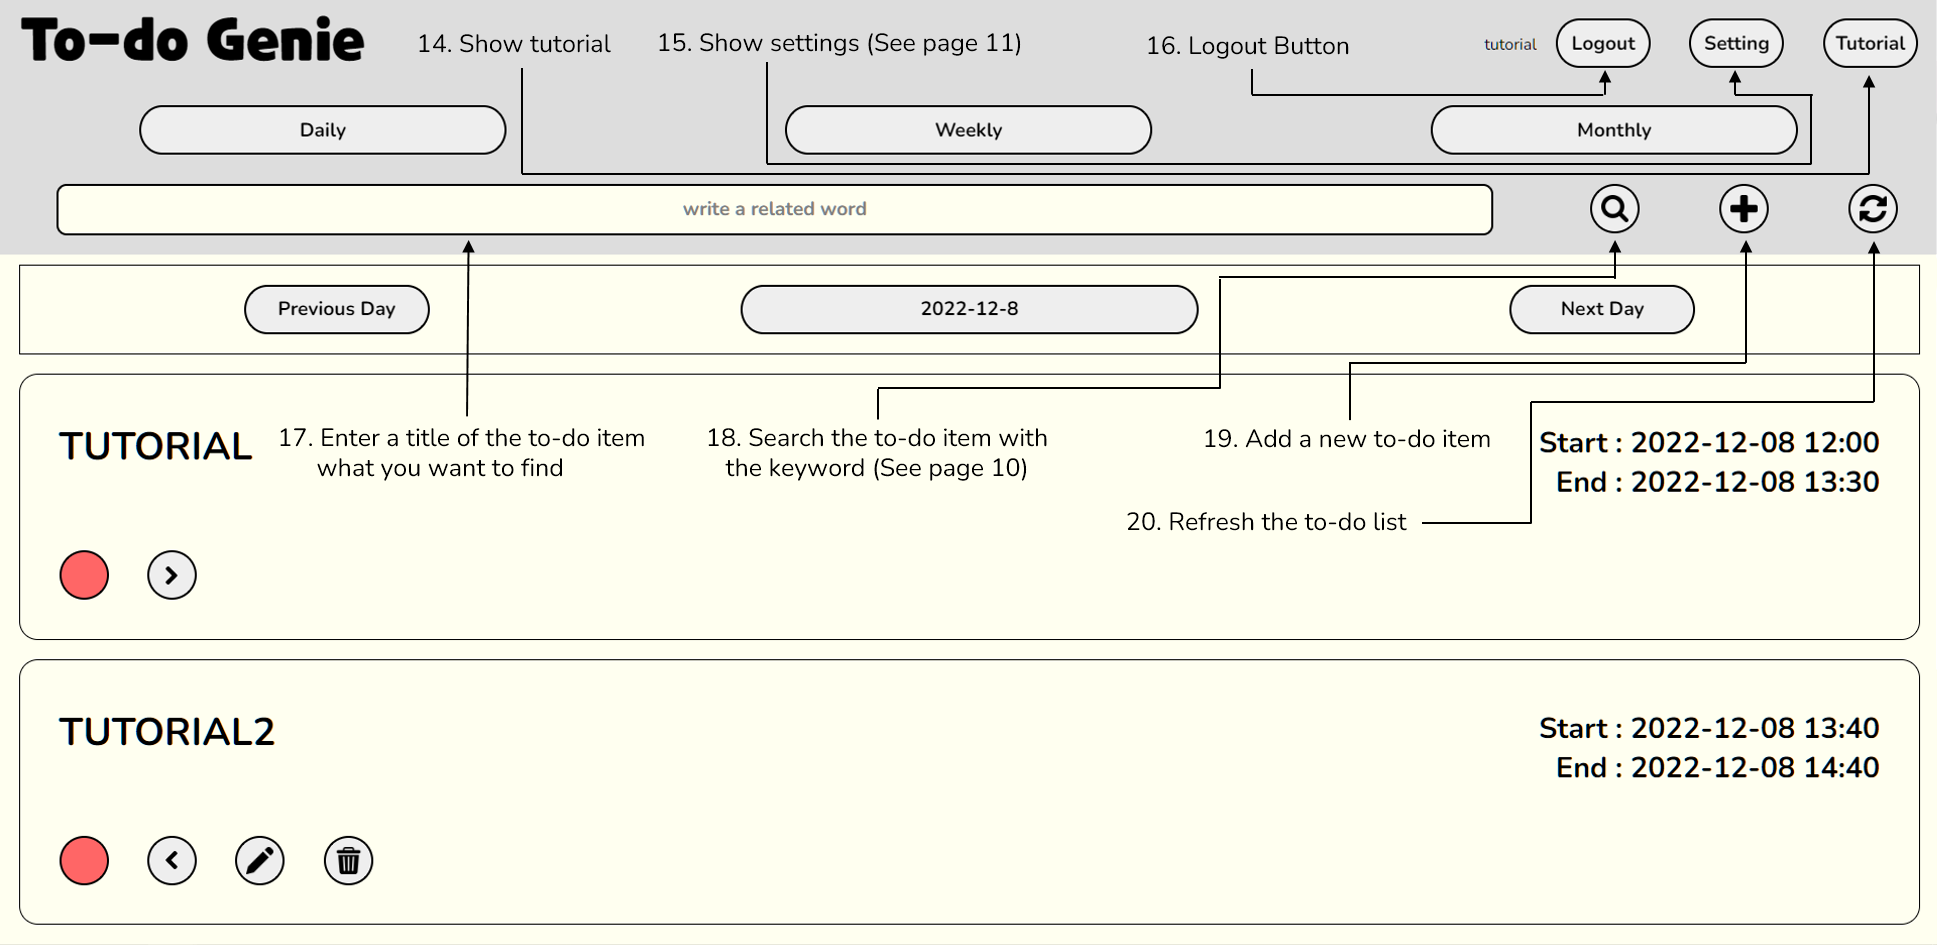 To-do Genie
14. Show tutorial
15. Show settings (See page 11)
16. Logout Button
tutorial
Logout
Setting
Tutorial
Daily
Weekly
Monthly
write a related word
Previous Day
2022-12-8
Next Day
TUTORIAL
17. Enter a title of the to-do item
what you want to find
18. Search the to-do item with
the keyword (See page 10)
19. Add a new to-do item
Start : 2022-12-08 12:00
End : 2022-12-08 13:30
20. Refresh the to-do list
TUTORIAL2
Start : 2022-12-08 13:40
End : 2022-12-08 14:40